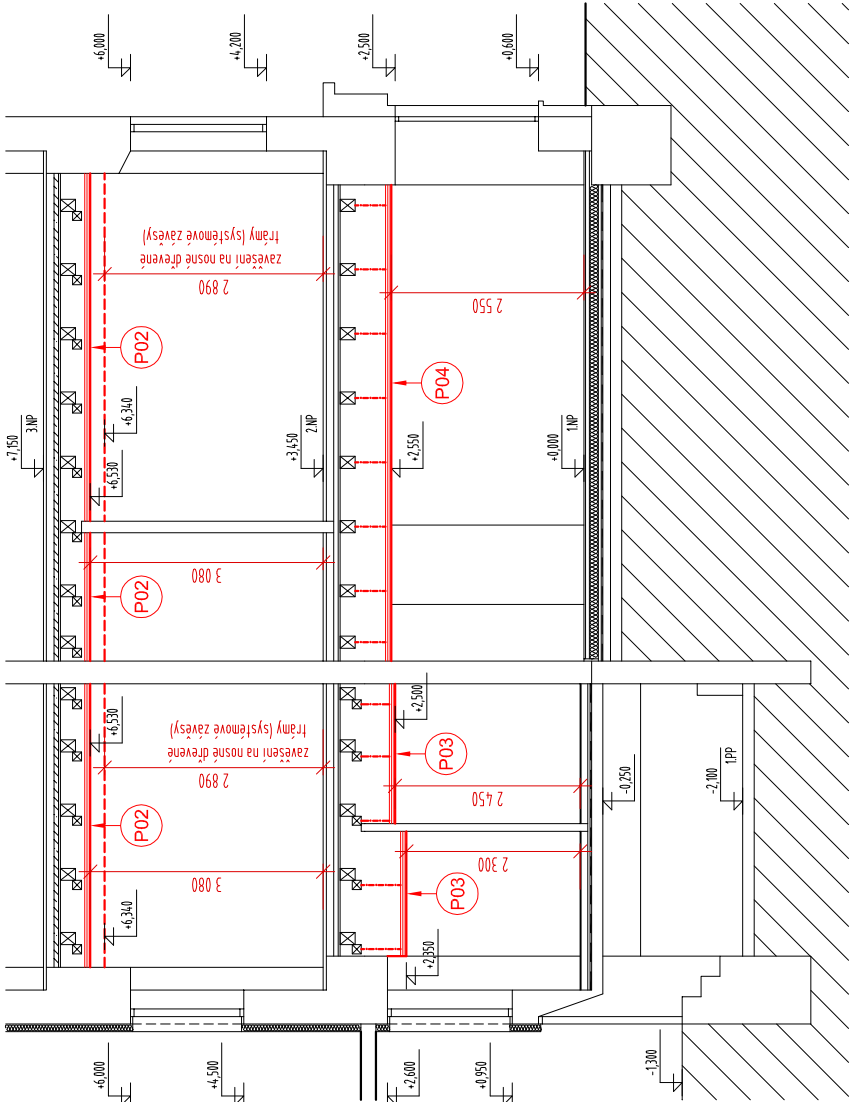 +6,000
+4,200
+2,500
+0,600
+7,150
3.NP
+6,530
+6,340
P02
2 890
zavěšení na nosné dřevěné
trámy (systémové závěsy)
+3,450
2.NP
P04
2 550
+2,550
+0,000
1.NP
P02
3 080
+6,530
2 890
zavěšení na nosné dřevěné
trámy (systémové závěsy)
P02
3 080
+6,340
+2,500
P03
2 450
2 300
P03
+2,350
-0,250
-2,100
1.PP
+6,000
+4,500
+2,600
+0,950
-1,300